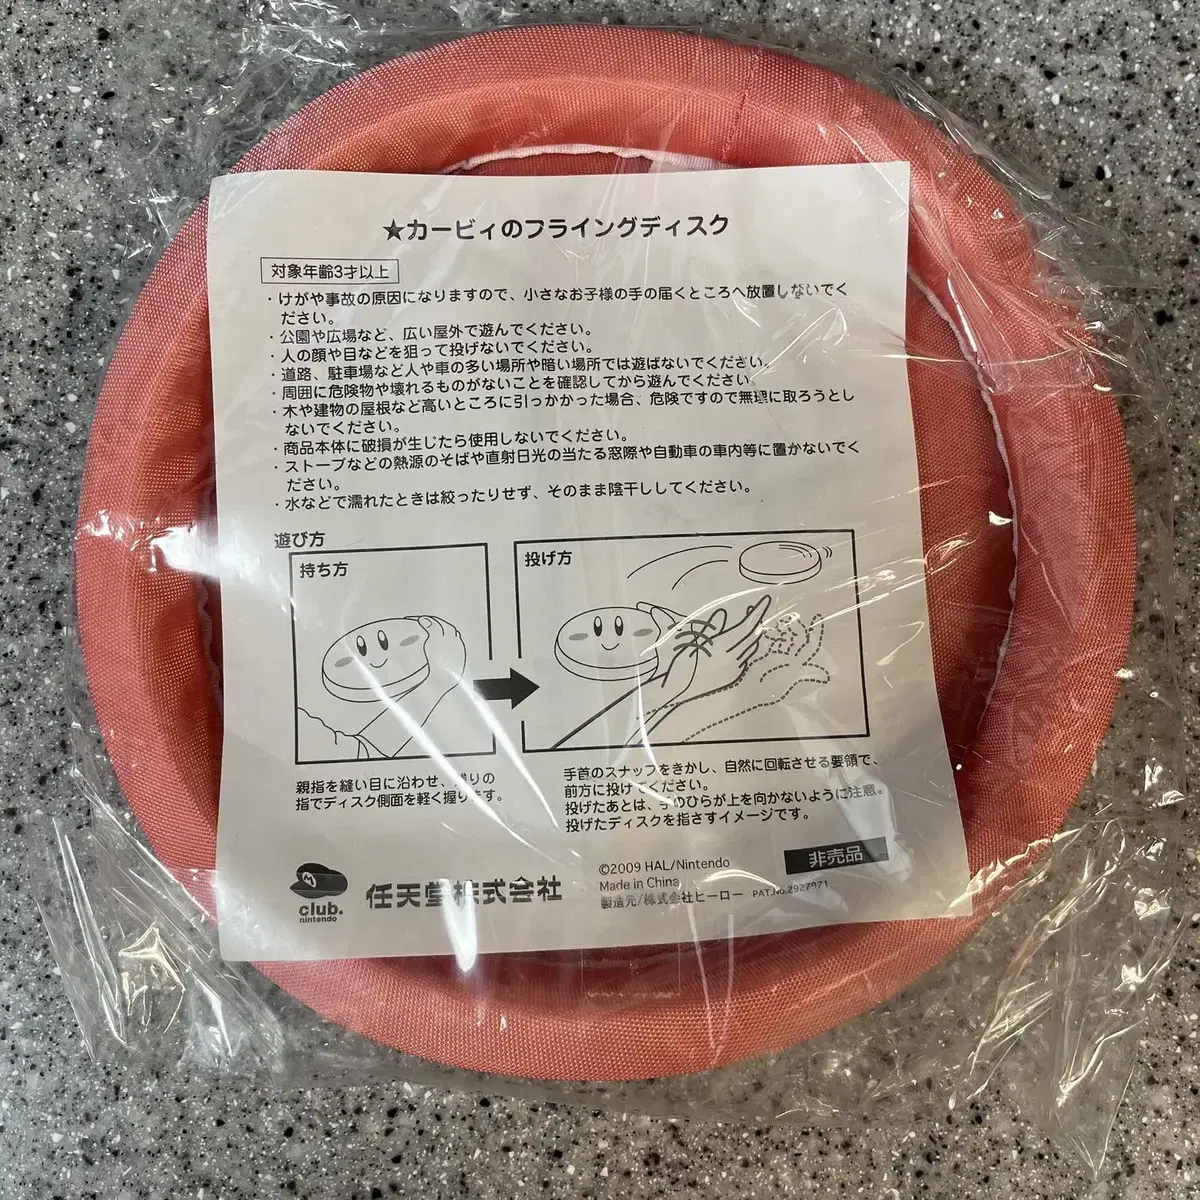 ★カービィのフライングディスク
対象年齢3才以上
・けがや事故の原因になりますので、小さなお子様の手の届くところへ放置しないでく
ださい。
・公園や広場など、広い屋外で遊んでください。
・人の顔や目などを狙って投げないでください。
・道路、駐車場など人や車の多い場所や暗い場所では遊ばないでください。
・周囲に危険物や壊れるものがないことを確認してから遊んでください。
・木や建物の屋根など高いところに引っかかった場合、危険ですので無理に取ろうとし
ないでください。
・商品本体に破損が生じたら使用しないでください。
・ストーブなどの熱源のそばや直射日光の当たる窓際や自動車の車内等に置かないでく
ださい。
・水などで濡れたときは絞ったりせず、そのまま陰干ししてください。
遊び方
持ち方
投げ方
親指を縫い目に沿わせ、残りの
指でディスク側面を軽く握ります。
手首のスナップをきかし、自然に回転させる要領で、
前方に投げてください。
投げたあとは、手のひらが上を向かないように注意。
投げたディスクを指さすイメージです。
M
club.
nintendo
任天堂株式会社
©2009 HAL/Nintendo
Made in China
製造元/株式会社ヒーロー PAT.No.2927971
非売品